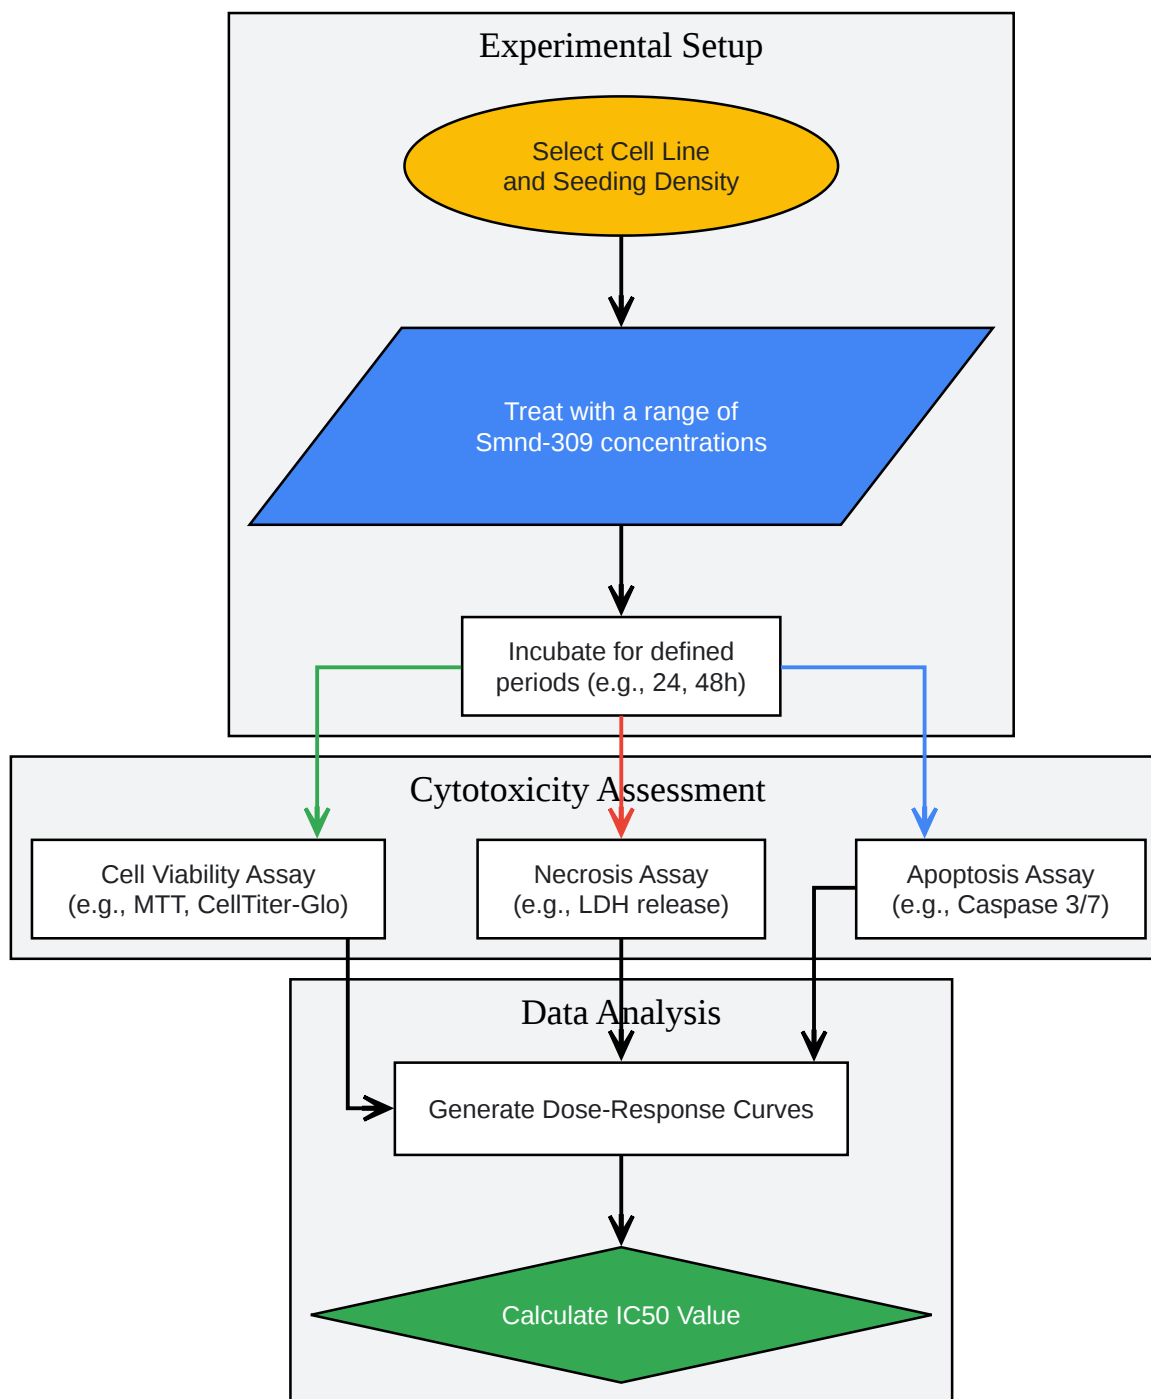 Experimental Setup
Select Cell Line
and Seeding Density
Treat with a range of
Smnd-309 concentrations
Incubate for defined
periods (e.g., 24, 48h)
Cytotoxicity Assessment
Cell Viability Assay
(e.g., MTT, CellTiter-Glo)
Necrosis Assay
(e.g., LDH release)
Apoptosis Assay
(e.g., Caspase 3/7)
Data Analysis
Generate Dose-Response Curves
Calculate IC50 Value